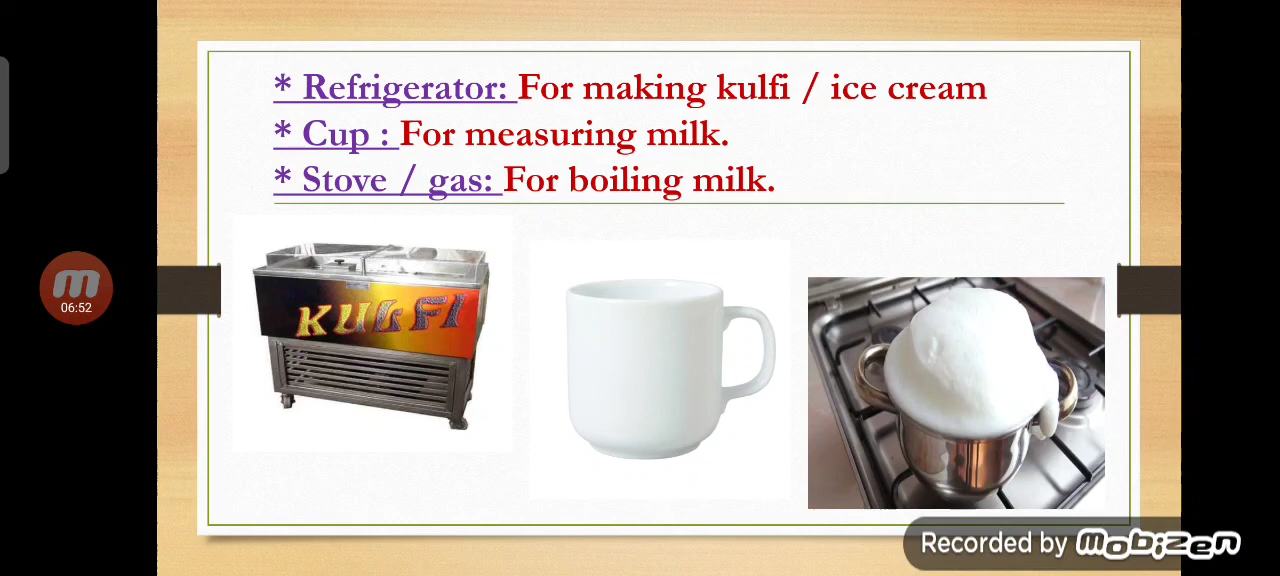 * Refrigerator: For making kulfi / ice cream
* Cup : For measuring milk.
* Stove / gas: For boiling milk.
KULFI
06:52
Recorded by mobizen